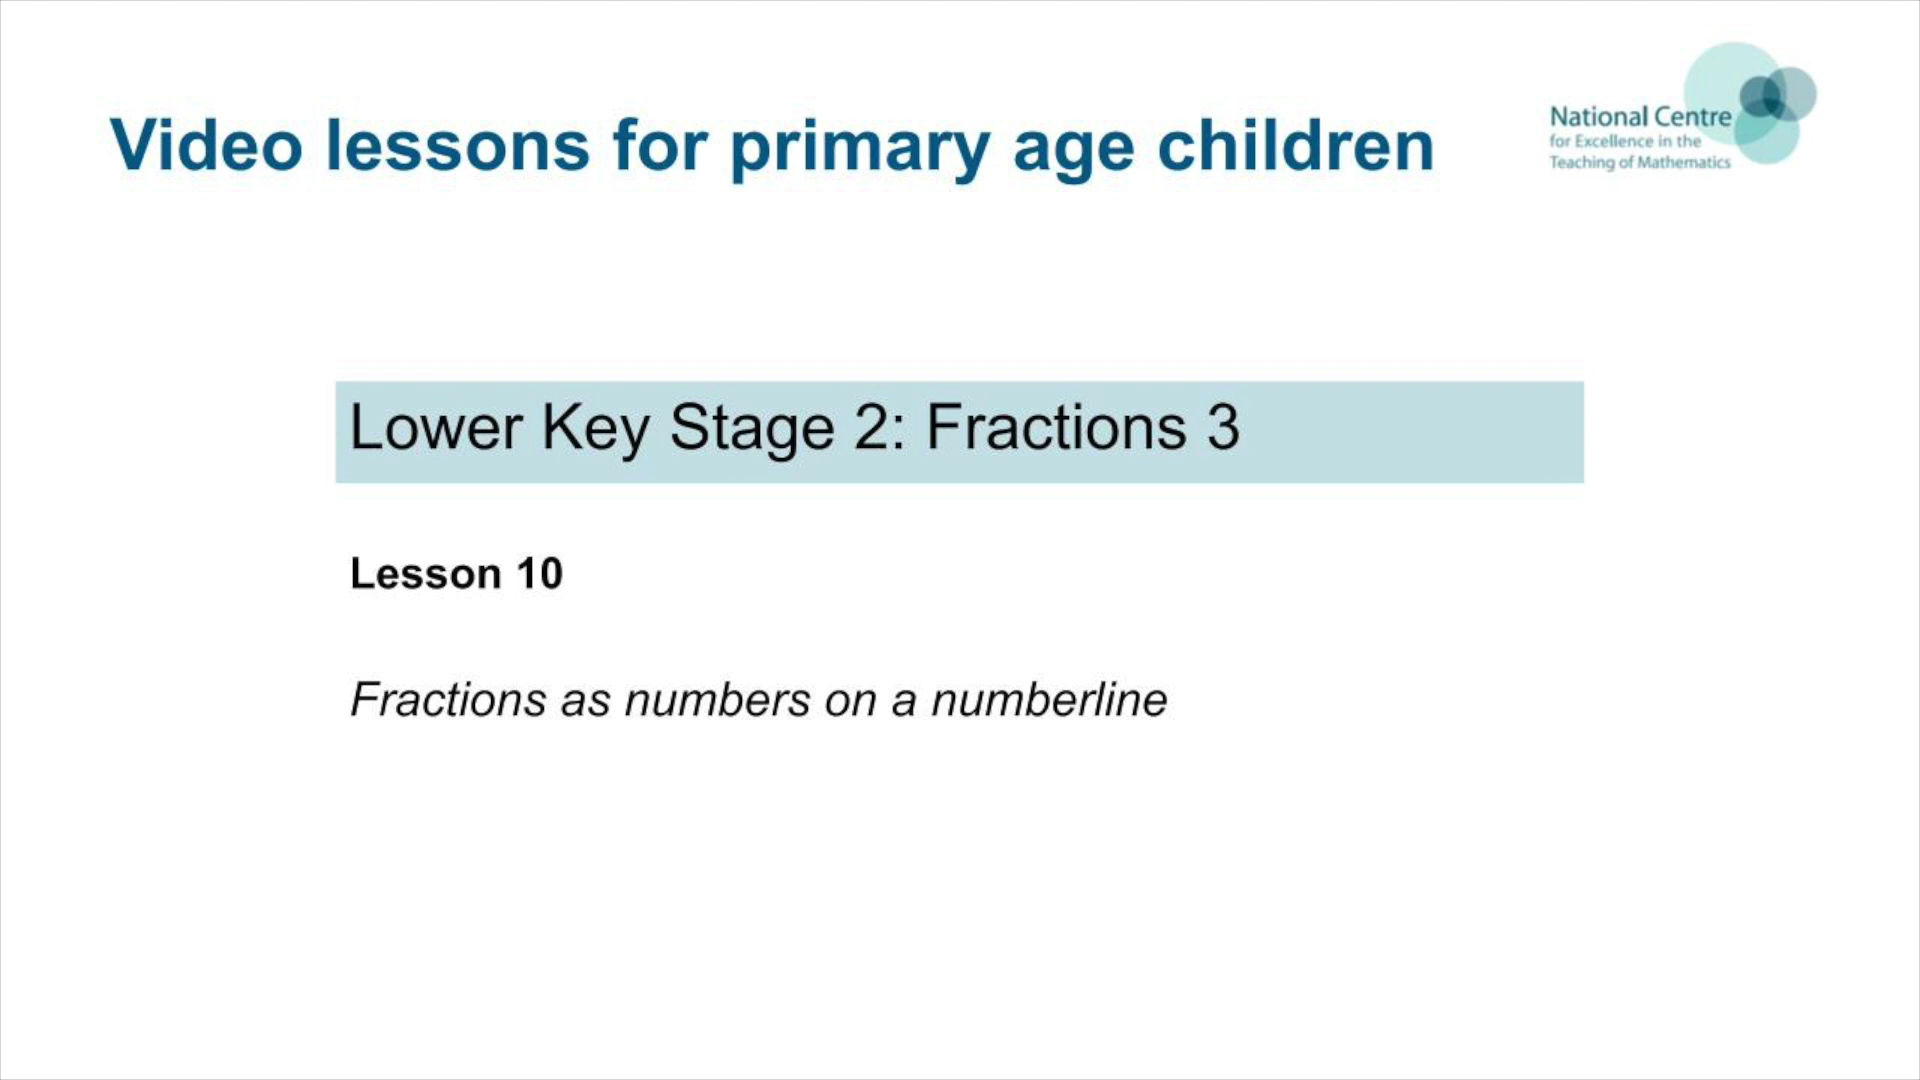 Video lessons for primary age children
National Centre
for Excellence in the
Teaching of Mathematics
Lower Key Stage 2: Fractions 3
Lesson 10
Fractions as numbers on a numberline